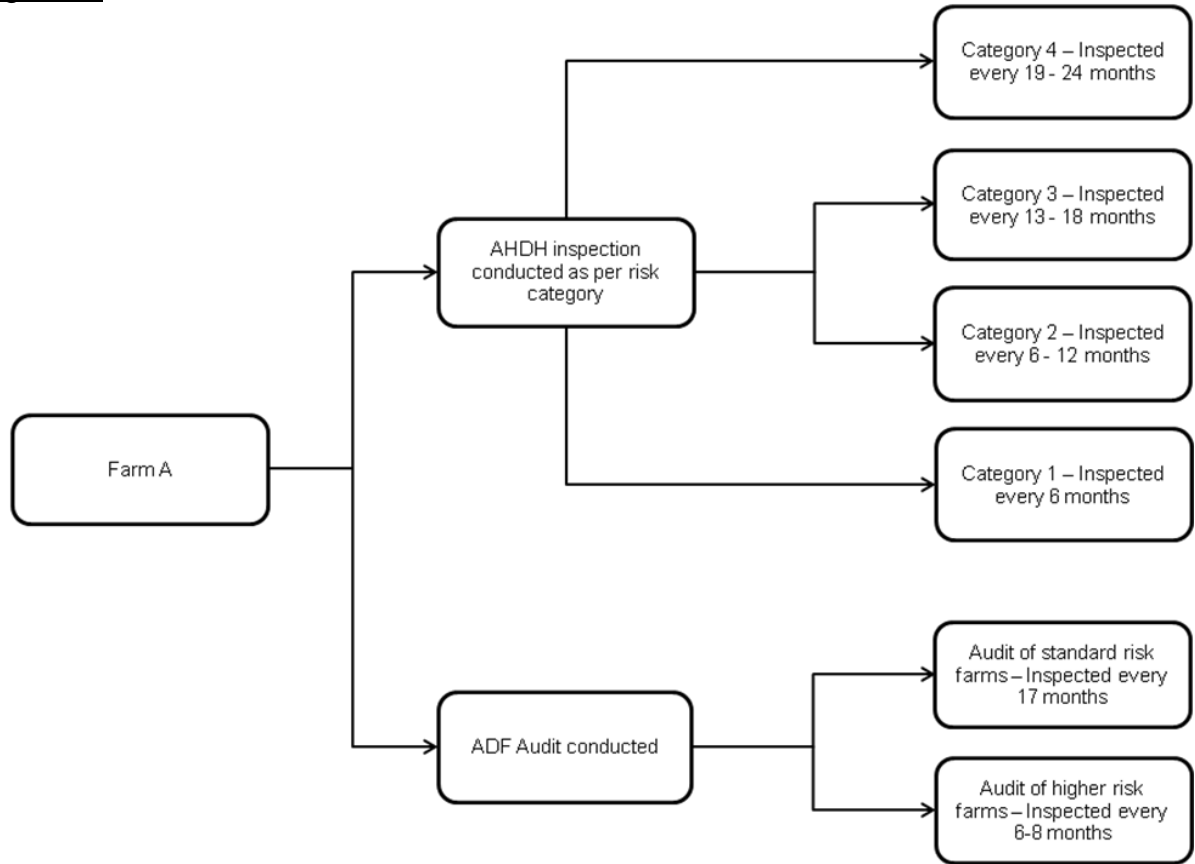 Category 4 – Inspected
every 19 - 24 months
Category 3 – Inspected
every 13 - 18 months
AHDH inspection
conducted as per risk
category
Category 2 – Inspected
every 6 - 12 months
Farm A
Category 1 – Inspected
every 6 months
Audit of standard risk
farms – Inspected every
17 months
ADF Audit conducted
Audit of higher risk
farms – Inspected every
6-8 months